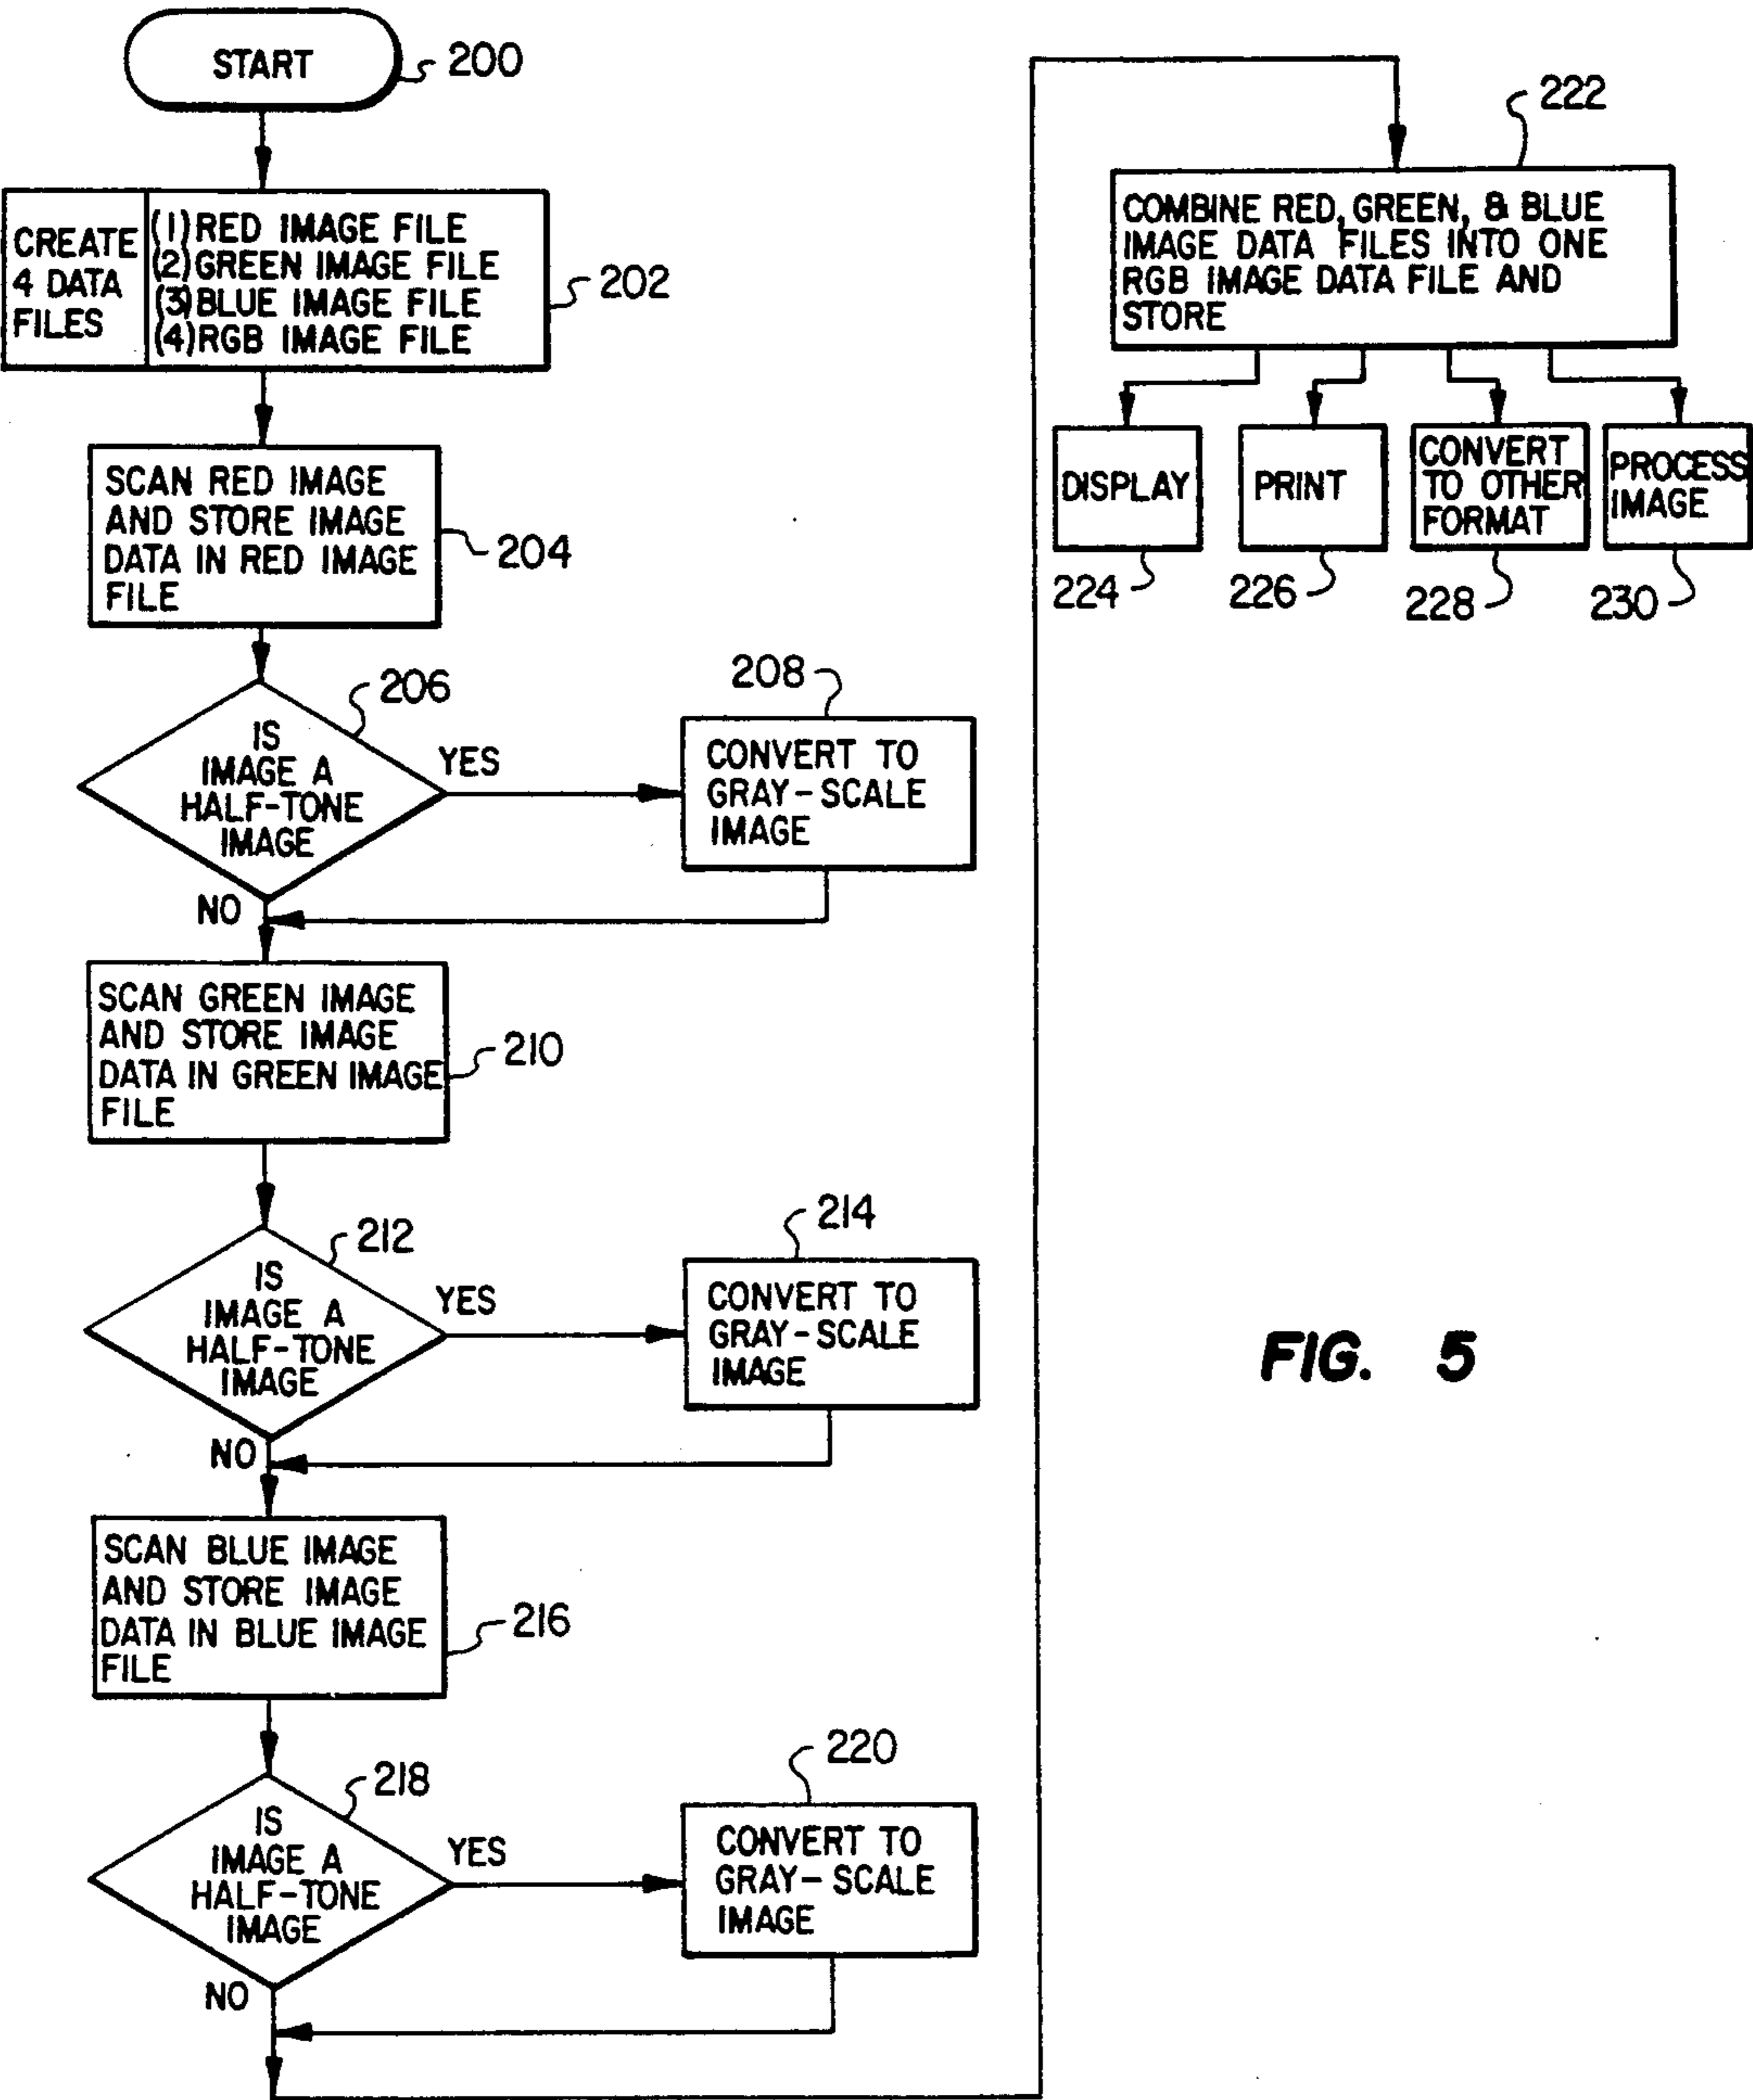 START
200
CREATE
4 DATA
FILES
(1) RED IMAGE FILE
(2) GREEN IMAGE FILE
(3) BLUE IMAGE FILE
(4) RGB IMAGE FILE
202
SCAN RED IMAGE
AND STORE IMAGE
DATA IN RED IMAGE
FILE
204
206
IS
IMAGE A
HALF-TONE
IMAGE
YES
NO
208
CONVERT TO
GRAY-SCALE
IMAGE
SCAN GREEN IMAGE
AND STORE IMAGE
DATA IN GREEN IMAGE
FILE
210
212
IS
IMAGE A
HALF-TONE
IMAGE
YES
NO
214
CONVERT TO
GRAY-SCALE
IMAGE
SCAN BLUE IMAGE
AND STORE IMAGE
DATA IN BLUE IMAGE
FILE
216
218
IS
IMAGE A
HALF-TONE
IMAGE
YES
NO
220
CONVERT TO
GRAY-SCALE
IMAGE
222
COMBINE RED, GREEN, & BLUE
IMAGE DATA FILES INTO ONE
RGB IMAGE DATA FILE AND
STORE
DISPLAY
224
PRINT
226
CONVERT
TO OTHER
FORMAT
228
PROCESS
IMAGE
230
FIG. 5